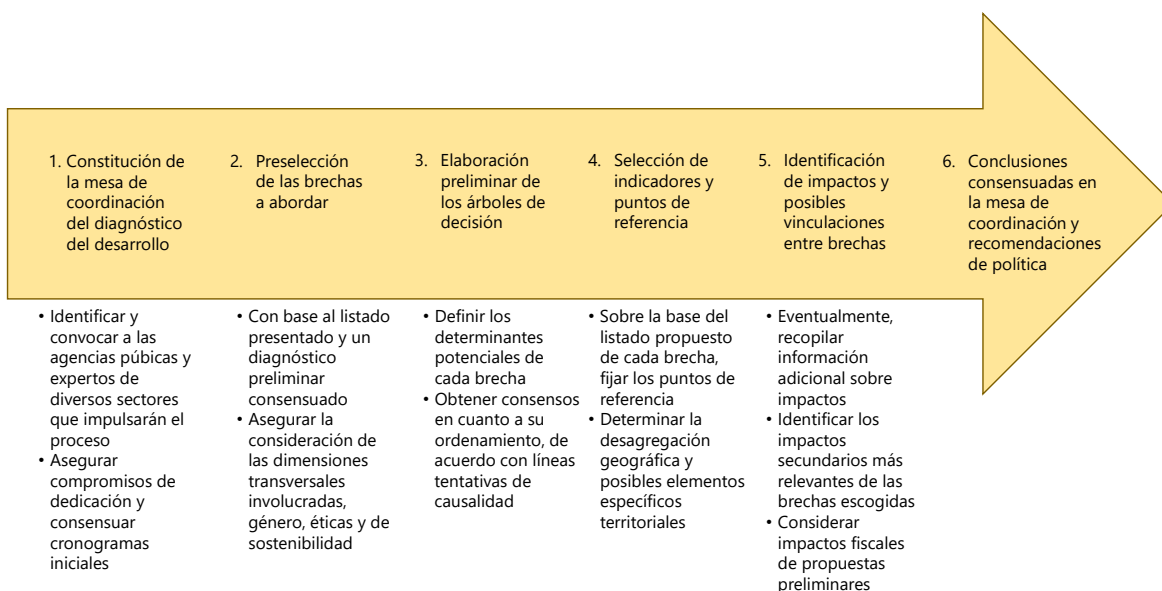 1. Constitución de
la mesa de
coordinación
del diagnóstico
del desarrollo
2. Preselección
de las brechas
a abordar
3. Elaboración
preliminar de
los árboles de
decisión
4. Selección de
indicadores y
puntos de
referencia
5. Identificación
de impactos y
posibles
vinculaciones
entre brechas
6. Conclusiones
consensuadas en
la mesa de
coordinación y
recomendaciones
de política
• Identificar y
convocar a las
agencias púbicas y
expertos de
diversos sectores
que impulsarán el
proceso
• Asegurar
compromisos de
dedicación y
consensuar
cronogramas
iniciales
• Con base al listado
presentado y un
diagnóstico
preliminar
consensuado
• Asegurar la
consideración de
las dimensiones
transversales
involucradas,
género, éticas y de
sostenibilidad
• Definir los
determinantes
potenciales de
cada brecha
• Obtener consensos
en cuanto a su
ordenamiento, de
acuerdo con líneas
tentativas de
causalidad
• Sobre la base del
listado propuesto
de cada brecha,
fijar los puntos de
referencia
• Determinar la
desagregación
geográfica y
posibles elementos
específicos
territoriales
• Eventualmente,
recopilar
información
adicional sobre
impactos
• Identificar los
impactos
secundarios más
relevantes de las
brechas escogidas
• Considerar
impactos fiscales
de propuestas
preliminares